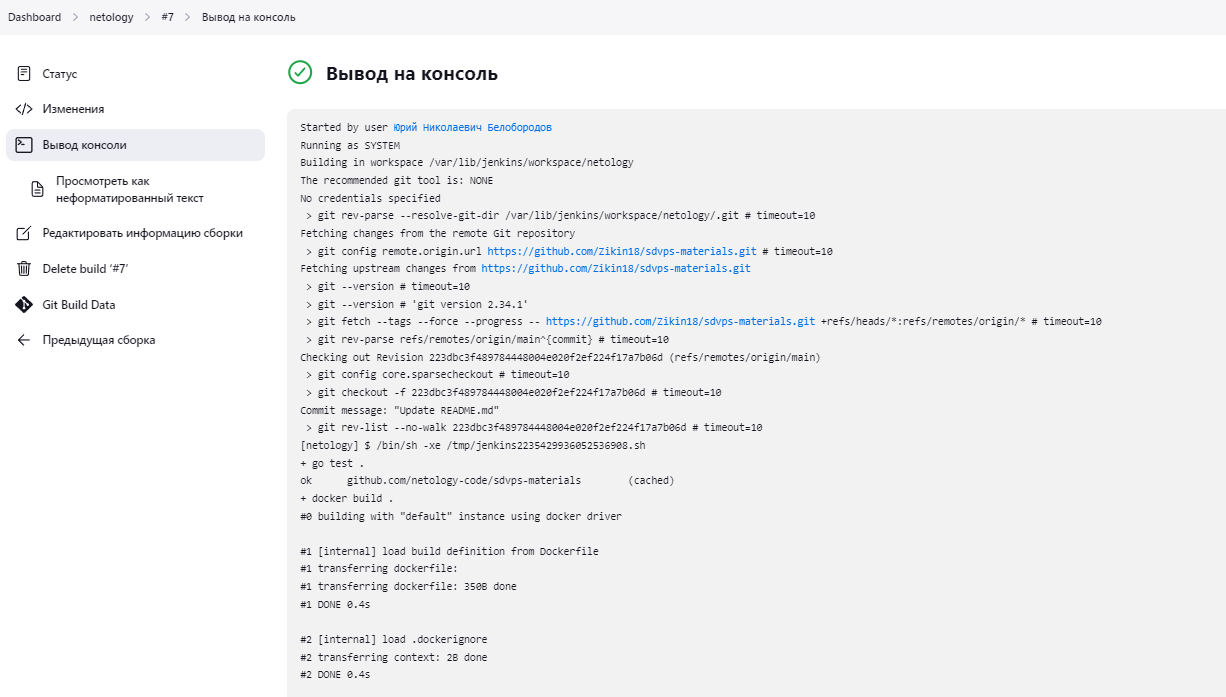 Dashboard > netology > #7 > Вывод на консоль
Статус
Изменения
Вывод консоли
Просмотреть как
неформатированный текст
Редактировать информацию сборки
Delete build ‘#7’
Git Build Data
Предыдущая сборка
Вывод на консоль
Started by user Юрий Николаевич Белобородов
Running as SYSTEM
Building in workspace /var/lib/jenkins/workspace/netology
The recommended git tool is: NONE
No credentials specified
 > git rev-parse --resolve-git-dir /var/lib/jenkins/workspace/netology/.git # timeout=10
Fetching changes from the remote Git repository
 > git config remote.origin.url https://github.com/Zikin18/sdvps-materials.git # timeout=10
Fetching upstream changes from https://github.com/Zikin18/sdvps-materials.git
 > git --version # timeout=10
 > git --version # 'git version 2.34.1'
 > git fetch --tags --force --progress -- https://github.com/Zikin18/sdvps-materials.git +refs/heads/*:refs/remotes/origin/* # timeout=10
 > git rev-parse refs/remotes/origin/main^{commit} # timeout=10
Checking out Revision 223dbc3f489784448004e020f2ef224f17a7b06d (refs/remotes/origin/main)
 > git config core.sparsecheckout # timeout=10
 > git checkout -f 223dbc3f489784448004e020f2ef224f17a7b06d # timeout=10
Commit message: "Update README.md"
 > git rev-list --no-walk 223dbc3f489784448004e020f2ef224f17a7b06d # timeout=10
[netology] $ /bin/sh -xe /tmp/jenkins2235429936052536908.sh
+ go test .
ok      github.com/netology-code/sdvps-materials        (cached)
+ docker build .
#0 building with "default" instance using docker driver
#1 [internal] load build definition from Dockerfile
#1 transferring dockerfile:
#1 transferring dockerfile: 350B done
#1 DONE 0.4s
#2 [internal] load .dockerignore
#2 transferring context: 2B done
#2 DONE 0.4s